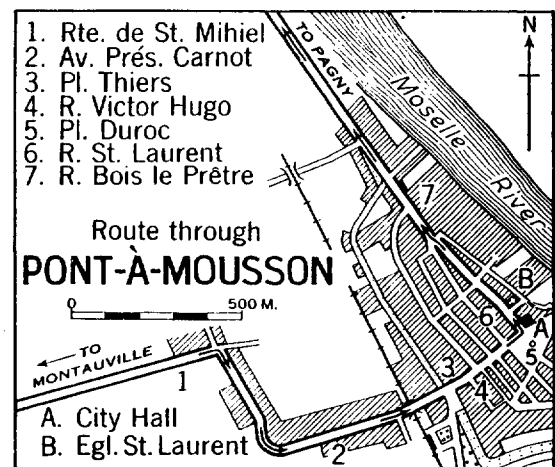 1. Rte. de St. Mihiel
2. Av. Prés. Carnot
3. Pl. Thiers
4. R. Victor Hugo
5. Pl. Duroc
6. R. St. Laurent
7. R. Bois le Prêtre
TO PAGNY
N
Moselle River
7
Route through
PONT-À-MOUSSON
0 500 M.
B
A
6
5
TO
MONTAUVILLE
1
3
4
2
A. City Hall
B. Egl. St. Laurent